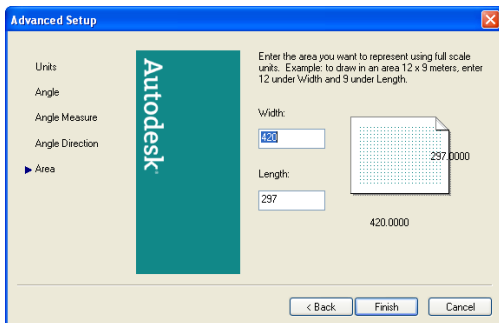 Advanced Setup
Units
Angle
Angle Measure
Angle Direction
Area
Autodesk
Enter the area you want to represent using full scale
units. Example: to draw in an area 12 x 9 meters, enter
12 under Width and 9 under Length.
Width:
420
Length:
297
297.0000
420.0000
< Back
Finish
Cancel